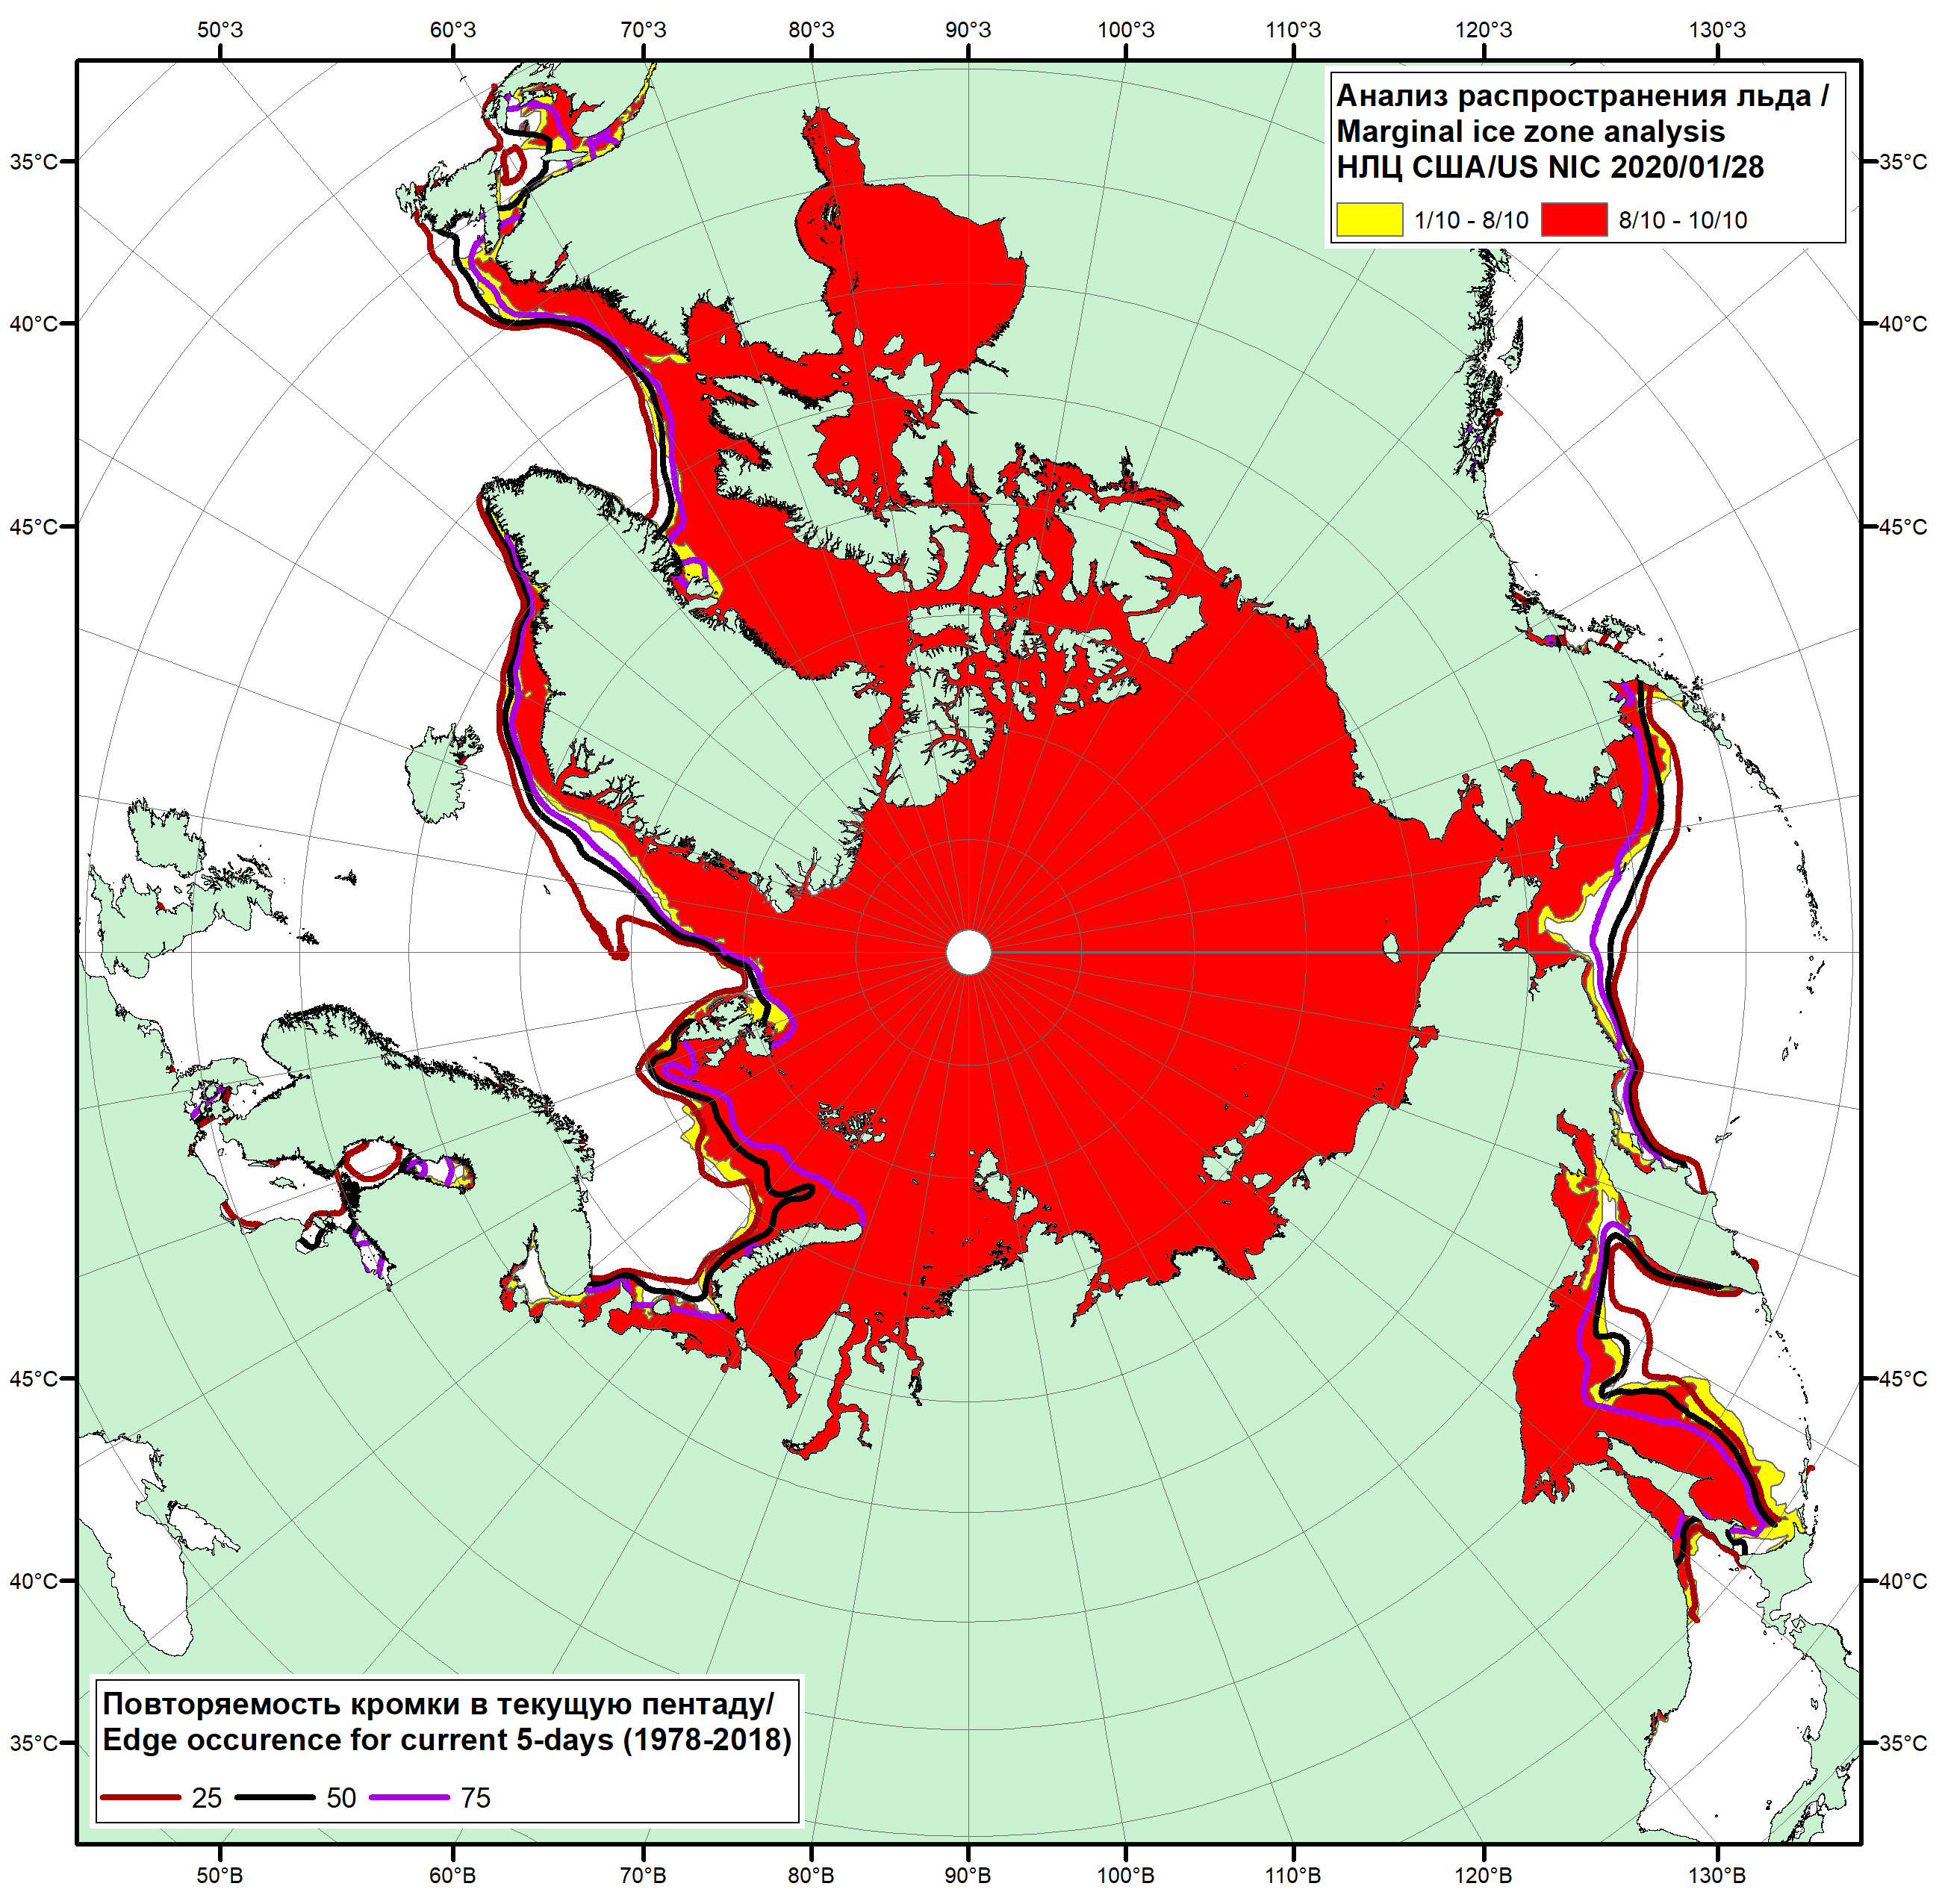 50°З 60°З 70°З 80°З 90°З 100°З 110°З 120°З 130°З
Анализ распространения льда /
Marginal ice zone analysis
НЛЦ США/US NIC 2020/01/28
1/10 - 8/10 8/10 - 10/10
35°С 35°С
40°С 40°С
45°С 45°С
45°С 45°С
40°С 40°С
35°С 35°С
Повторяемость кромки в текущую пентаду/
Edge occurence for current 5-days (1978-2018)
25 50 75
50°В 60°В 70°В 80°В 90°В 100°В 110°В 120°В 130°В